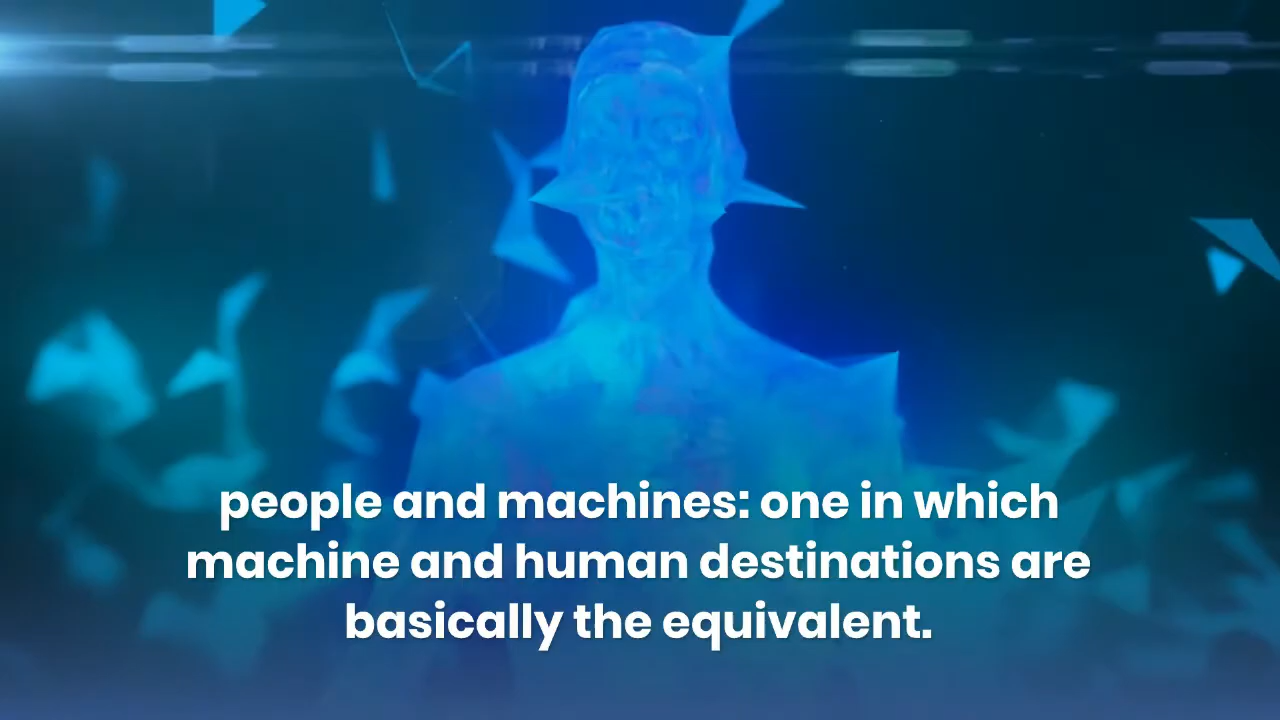 people and machines: one in which
machine and human destinations are
basically the equivalent.